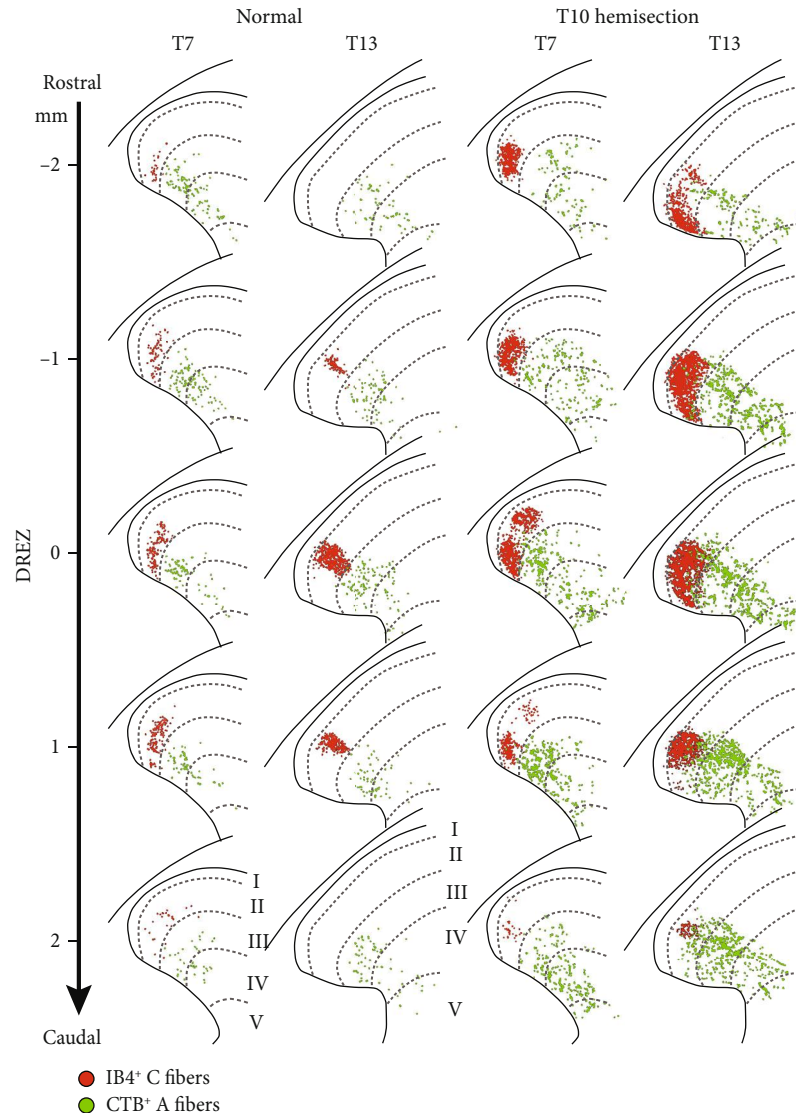 Normal
T10 hemisection
T7
T13
T7
T13
Rostral
mm
–2
–1
0
DREZ
1
2
Caudal
I
II
III
IV
V
I
II
III
IV
V
IB4⁺ C fibers
CTB⁺ A fibers